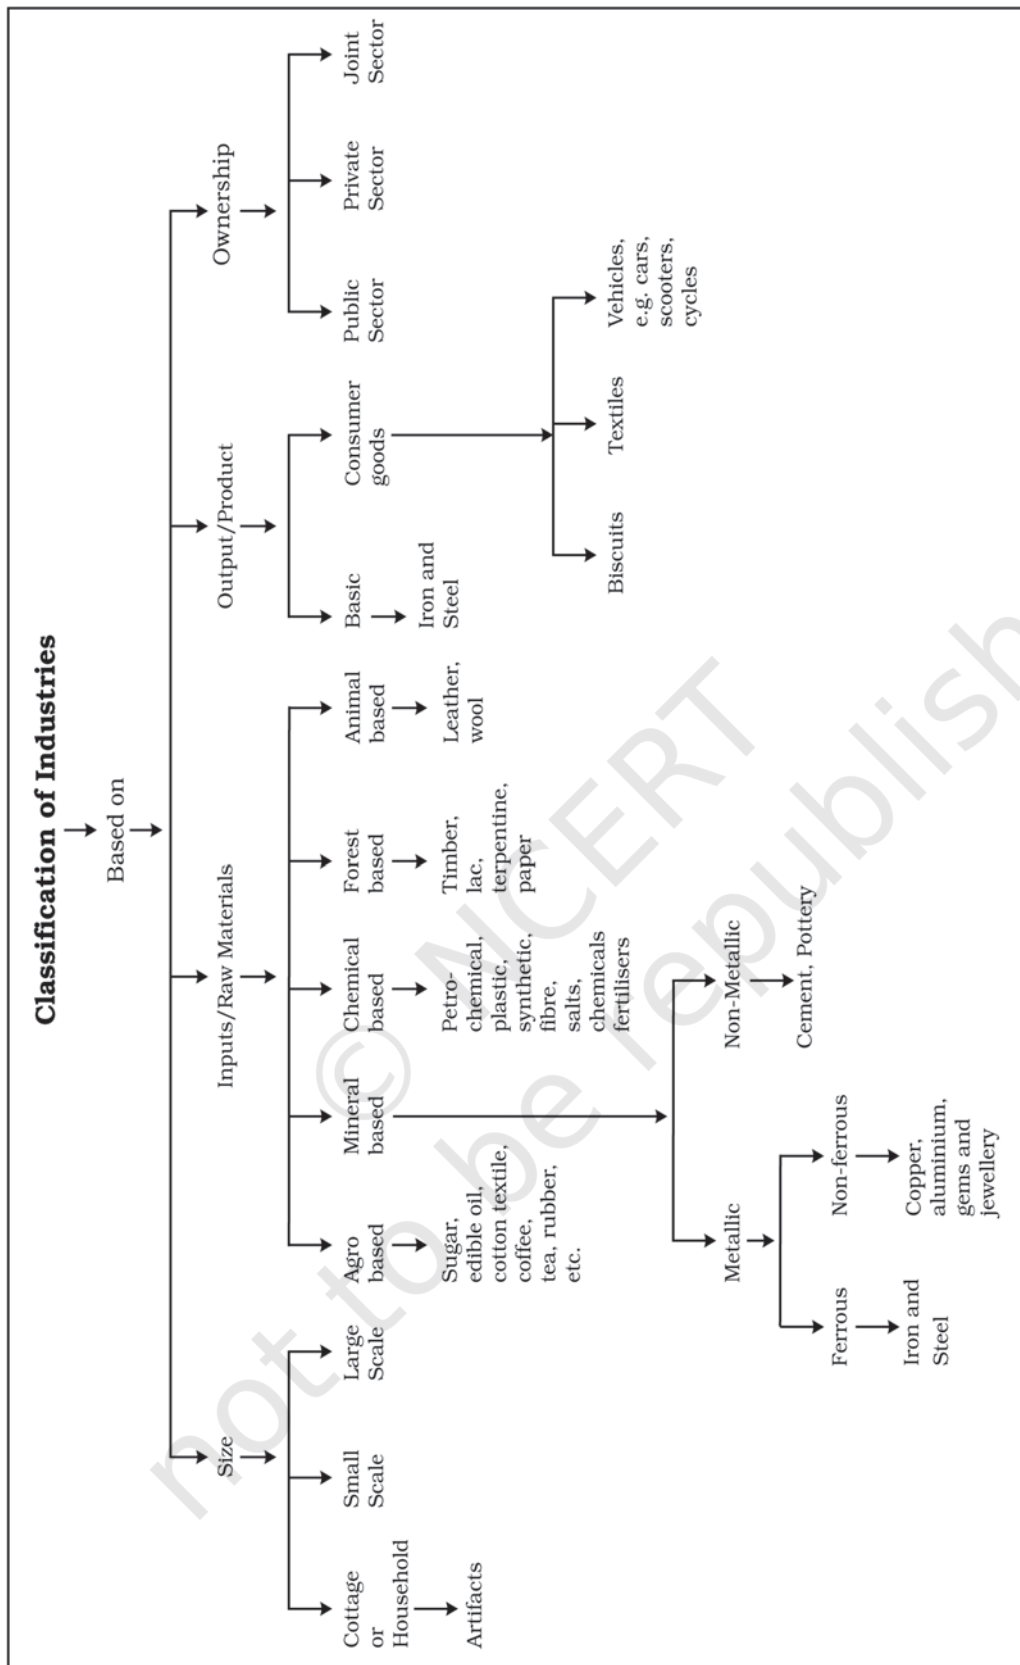 Classification of Industries
Based on
Size
Inputs/Raw Materials
Output/Product
Ownership
Cottage
or
Household
Artifacts
Small
Scale
Large
Scale
Agro
based
Sugar,
edible oil,
cotton textile,
coffee,
tea, rubber,
etc.
Mineral
based
Chemical
based
Petro-
chemical,
plastic,
synthetic,
fibre,
salts,
chemicals
fertilisers
Forest
based
Timber,
lac,
terpentine,
paper
Animal
based
Leather,
wool
Basic
Iron and
Steel
Consumer
goods
Public
Sector
Private
Sector
Joint
Sector
Metallic
Non-Metallic
Cement, Pottery
Ferrous
Iron and
Steel
Non-ferrous
Copper,
aluminium,
gems and
jewellery
Biscuits
Textiles
Vehicles,
e.g. cars,
scooters,
cycles
© NCERT
not to be republish